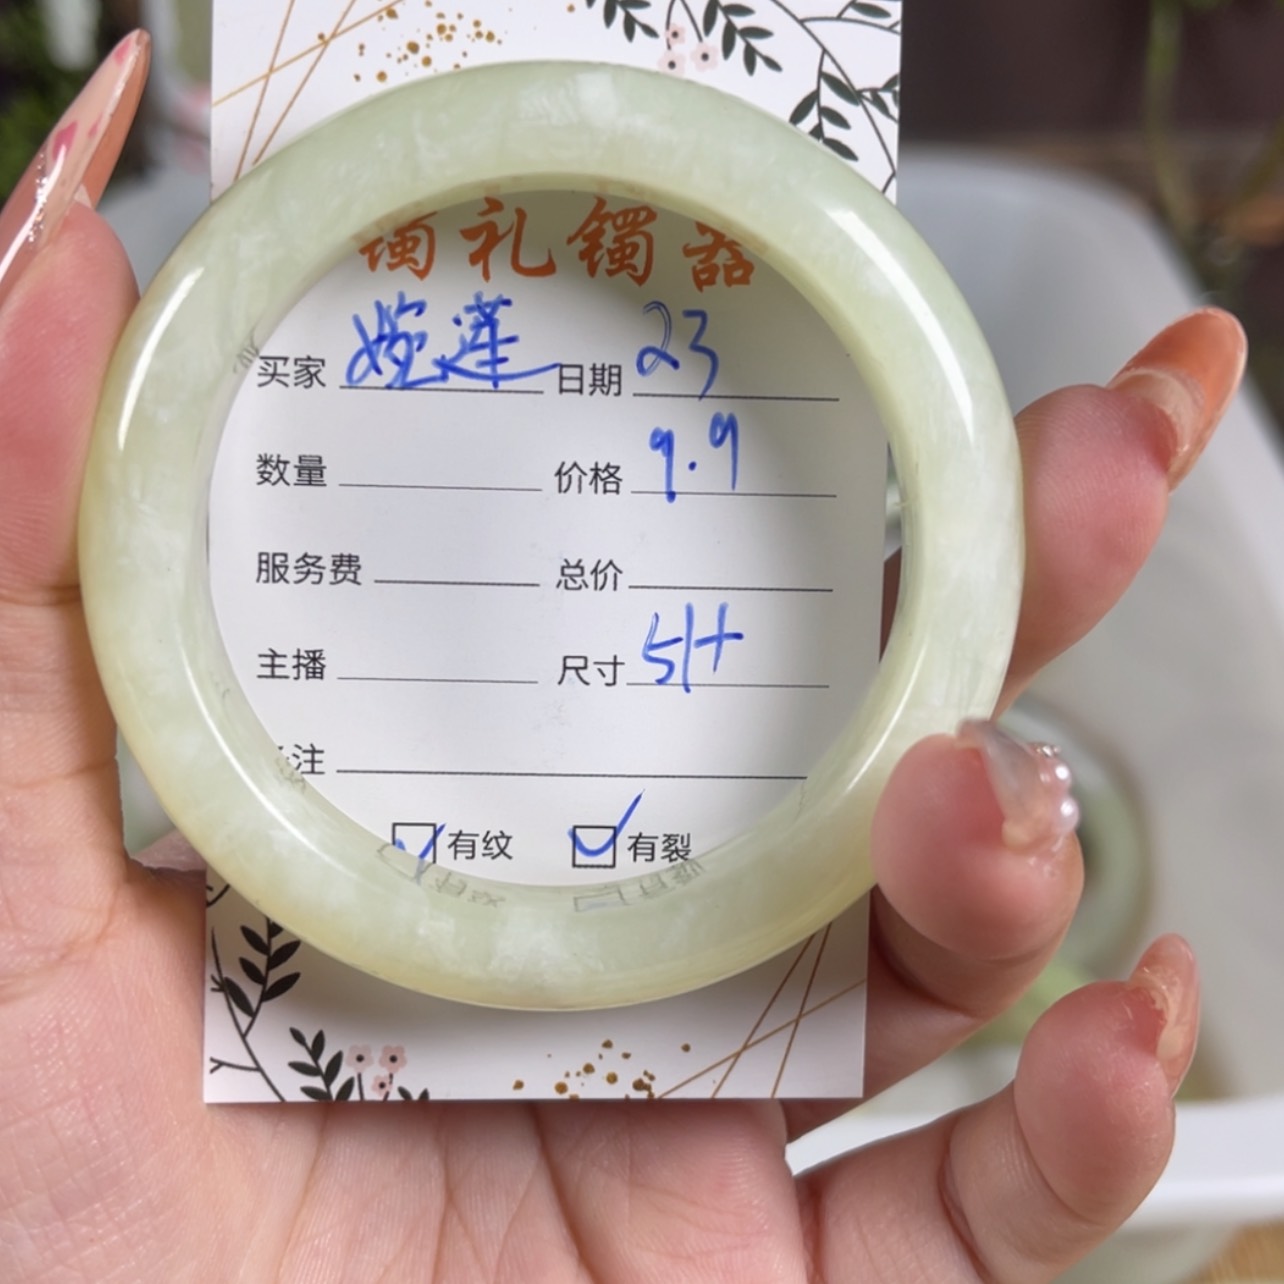 礼镯器
买家 婉莲 日期 23
数量 价格 9.9
服务费 总价
主播 尺寸 51+
注
有纹 有裂